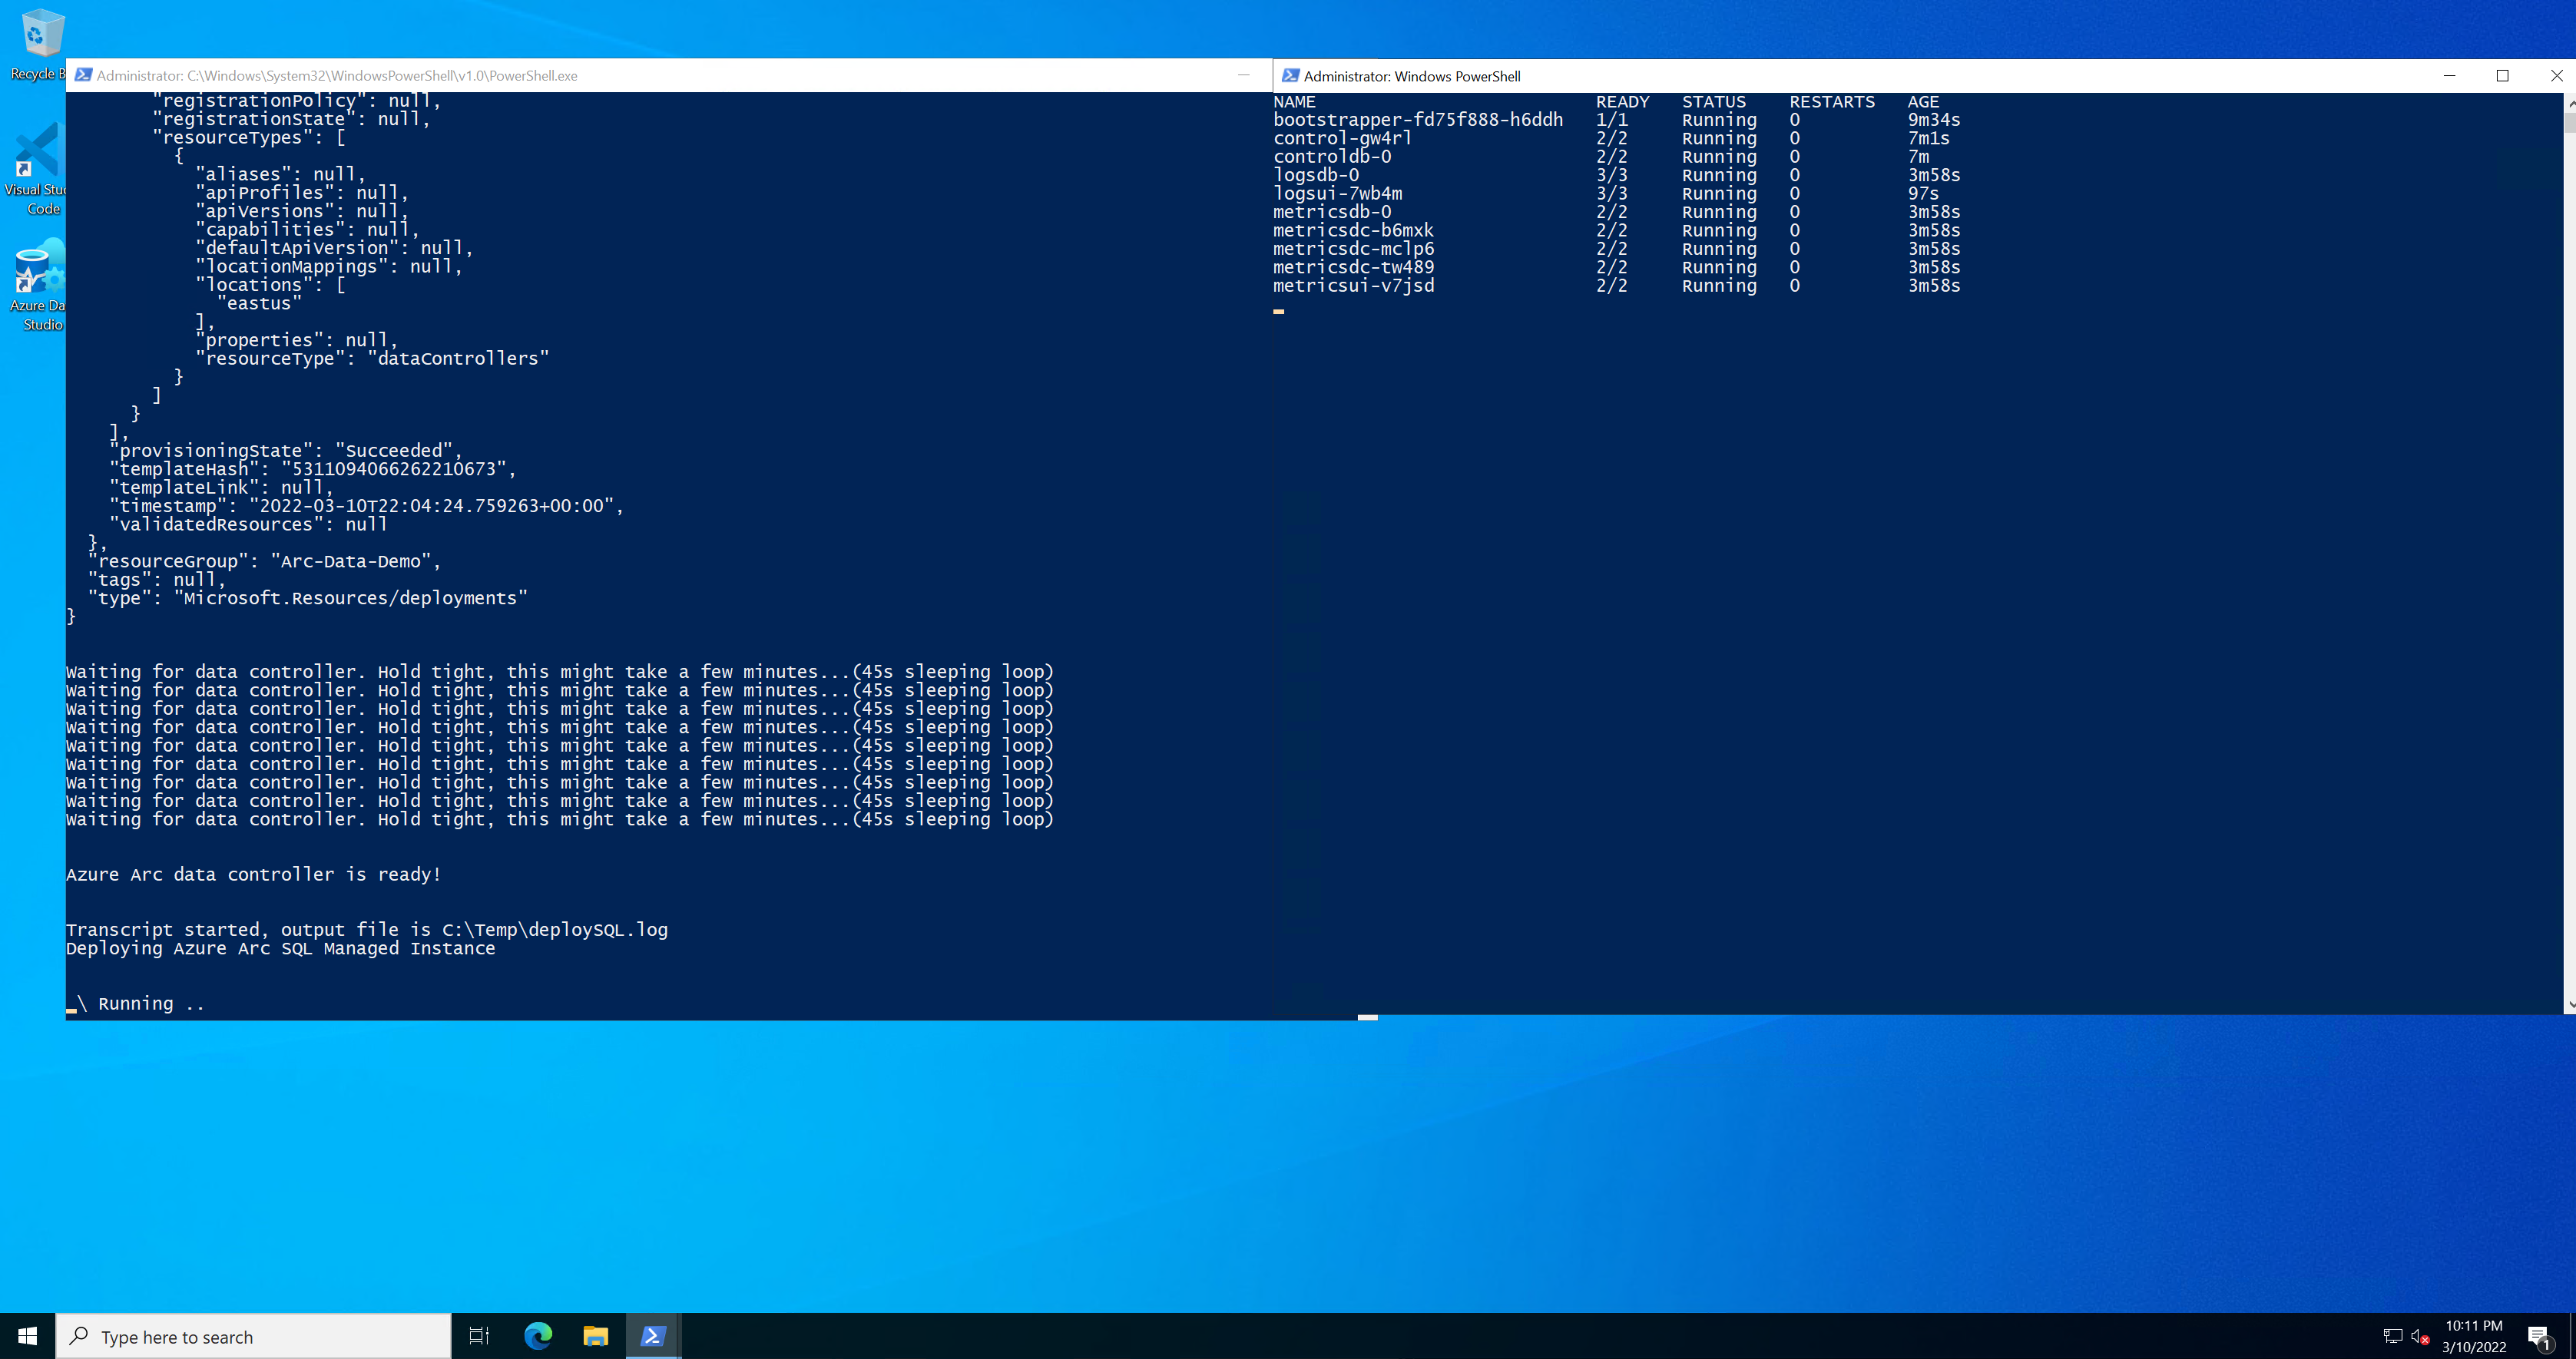 Recycle B
Visual Stu
Code
Azure Da
Studio
Administrator: C:\Windows\System32\WindowsPowerShell\v1.0\PowerShell.exe
"registrationPolicy": null,
"registrationState": null,
"resourceTypes": [
{
"aliases": null,
"apiProfiles": null,
"apiVersions": null,
"capabilities": null,
"defaultApiVersion": null,
"locationMappings": null,
"locations": [
"eastus"
],
"properties": null,
"resourceType": "dataControllers"
}
]
}
],
"provisioningState": "Succeeded",
"templateHash": "5311094066262210673",
"templateLink": null,
"timestamp": "2022-03-10T22:04:24.759263+00:00",
"validatedResources": null
},
"resourceGroup": "Arc-Data-Demo",
"tags": null,
"type": "Microsoft.Resources/deployments"
}
Waiting for data controller. Hold tight, this might take a few minutes...(45s sleeping loop)
Waiting for data controller. Hold tight, this might take a few minutes...(45s sleeping loop)
Waiting for data controller. Hold tight, this might take a few minutes...(45s sleeping loop)
Waiting for data controller. Hold tight, this might take a few minutes...(45s sleeping loop)
Waiting for data controller. Hold tight, this might take a few minutes...(45s sleeping loop)
Waiting for data controller. Hold tight, this might take a few minutes...(45s sleeping loop)
Waiting for data controller. Hold tight, this might take a few minutes...(45s sleeping loop)
Waiting for data controller. Hold tight, this might take a few minutes...(45s sleeping loop)
Waiting for data controller. Hold tight, this might take a few minutes...(45s sleeping loop)
Azure Arc data controller is ready!
Transcript started, output file is C:\Temp\deploySQL.log
Deploying Azure Arc SQL Managed Instance
\ Running ..
Administrator: Windows PowerShell
NAME READY STATUS RESTARTS AGE
bootstrapper-fd75f888-h6ddh 1/1 Running 0 9m34s
control-gw4rl 2/2 Running 0 7m1s
controldb-0 2/2 Running 0 7m
logsdb-0 3/3 Running 0 3m58s
logsui-7wb4m 3/3 Running 0 97s
metricsdb-0 2/2 Running 0 3m58s
metricsdc-b6mxk 2/2 Running 0 3m58s
metricsdc-mclp6 2/2 Running 0 3m58s
metricsdc-tw489 2/2 Running 0 3m58s
metricsui-v7jsd 2/2 Running 0 3m58s
Type here to search
10:11 PM
3/10/2022
1